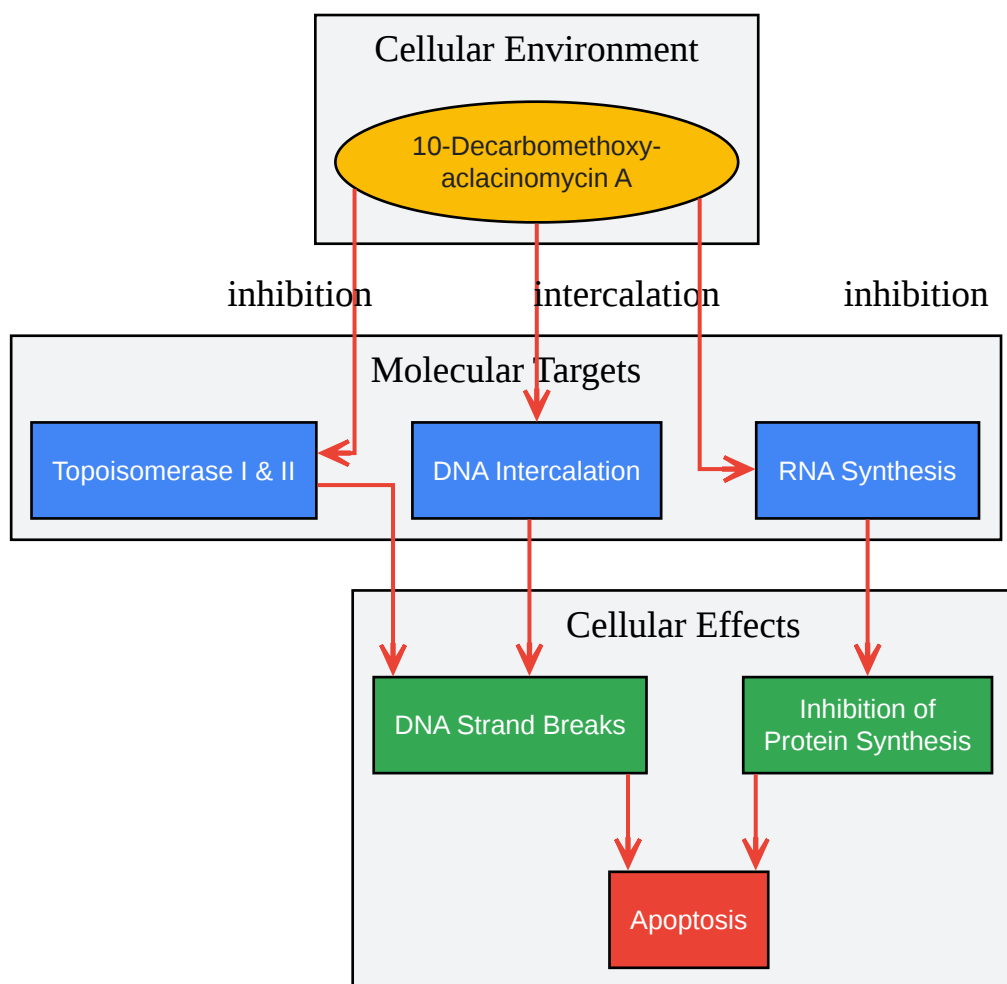 Cellular Environment
10-Decarbomethoxy-
aclacinomycin A
inhibition
intercalation
inhibition
Molecular Targets
Topoisomerase I & II
DNA Intercalation
RNA Synthesis
Cellular Effects
DNA Strand Breaks
Inhibition of
Protein Synthesis
Apoptosis